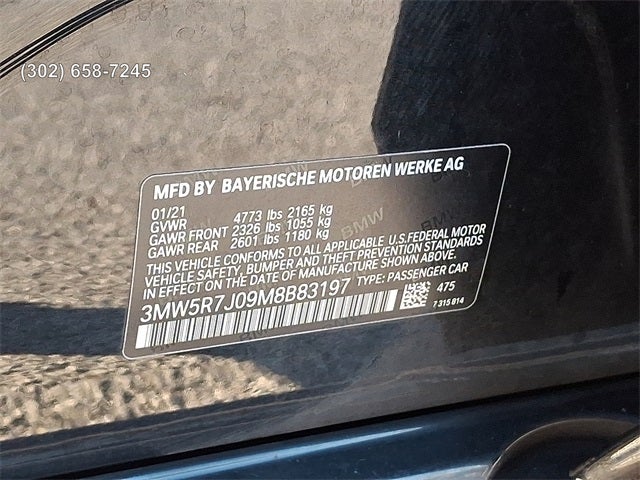 (302) 658-7245
MFD BY BAYERISCHE MOTOREN WERKE AG
01/21
GVWR 4773 lbs 2165 kg
GAWR FRONT 2326 lbs 1055 kg
GAWR REAR 2601 lbs 1180 kg
THIS VEHICLE CONFORMS TO ALL APPLICABLE U.S.FEDERAL MOTOR
VEHICLE SAFETY, BUMPER AND THEFT PREVENTION STANDARDS
IN EFFECT ON THE DATE OF MANUFACTURE SHOWN ABOVE.
3MW5R7J09M8B83197 TYPE: PASSENGER CAR
475
7 315 814